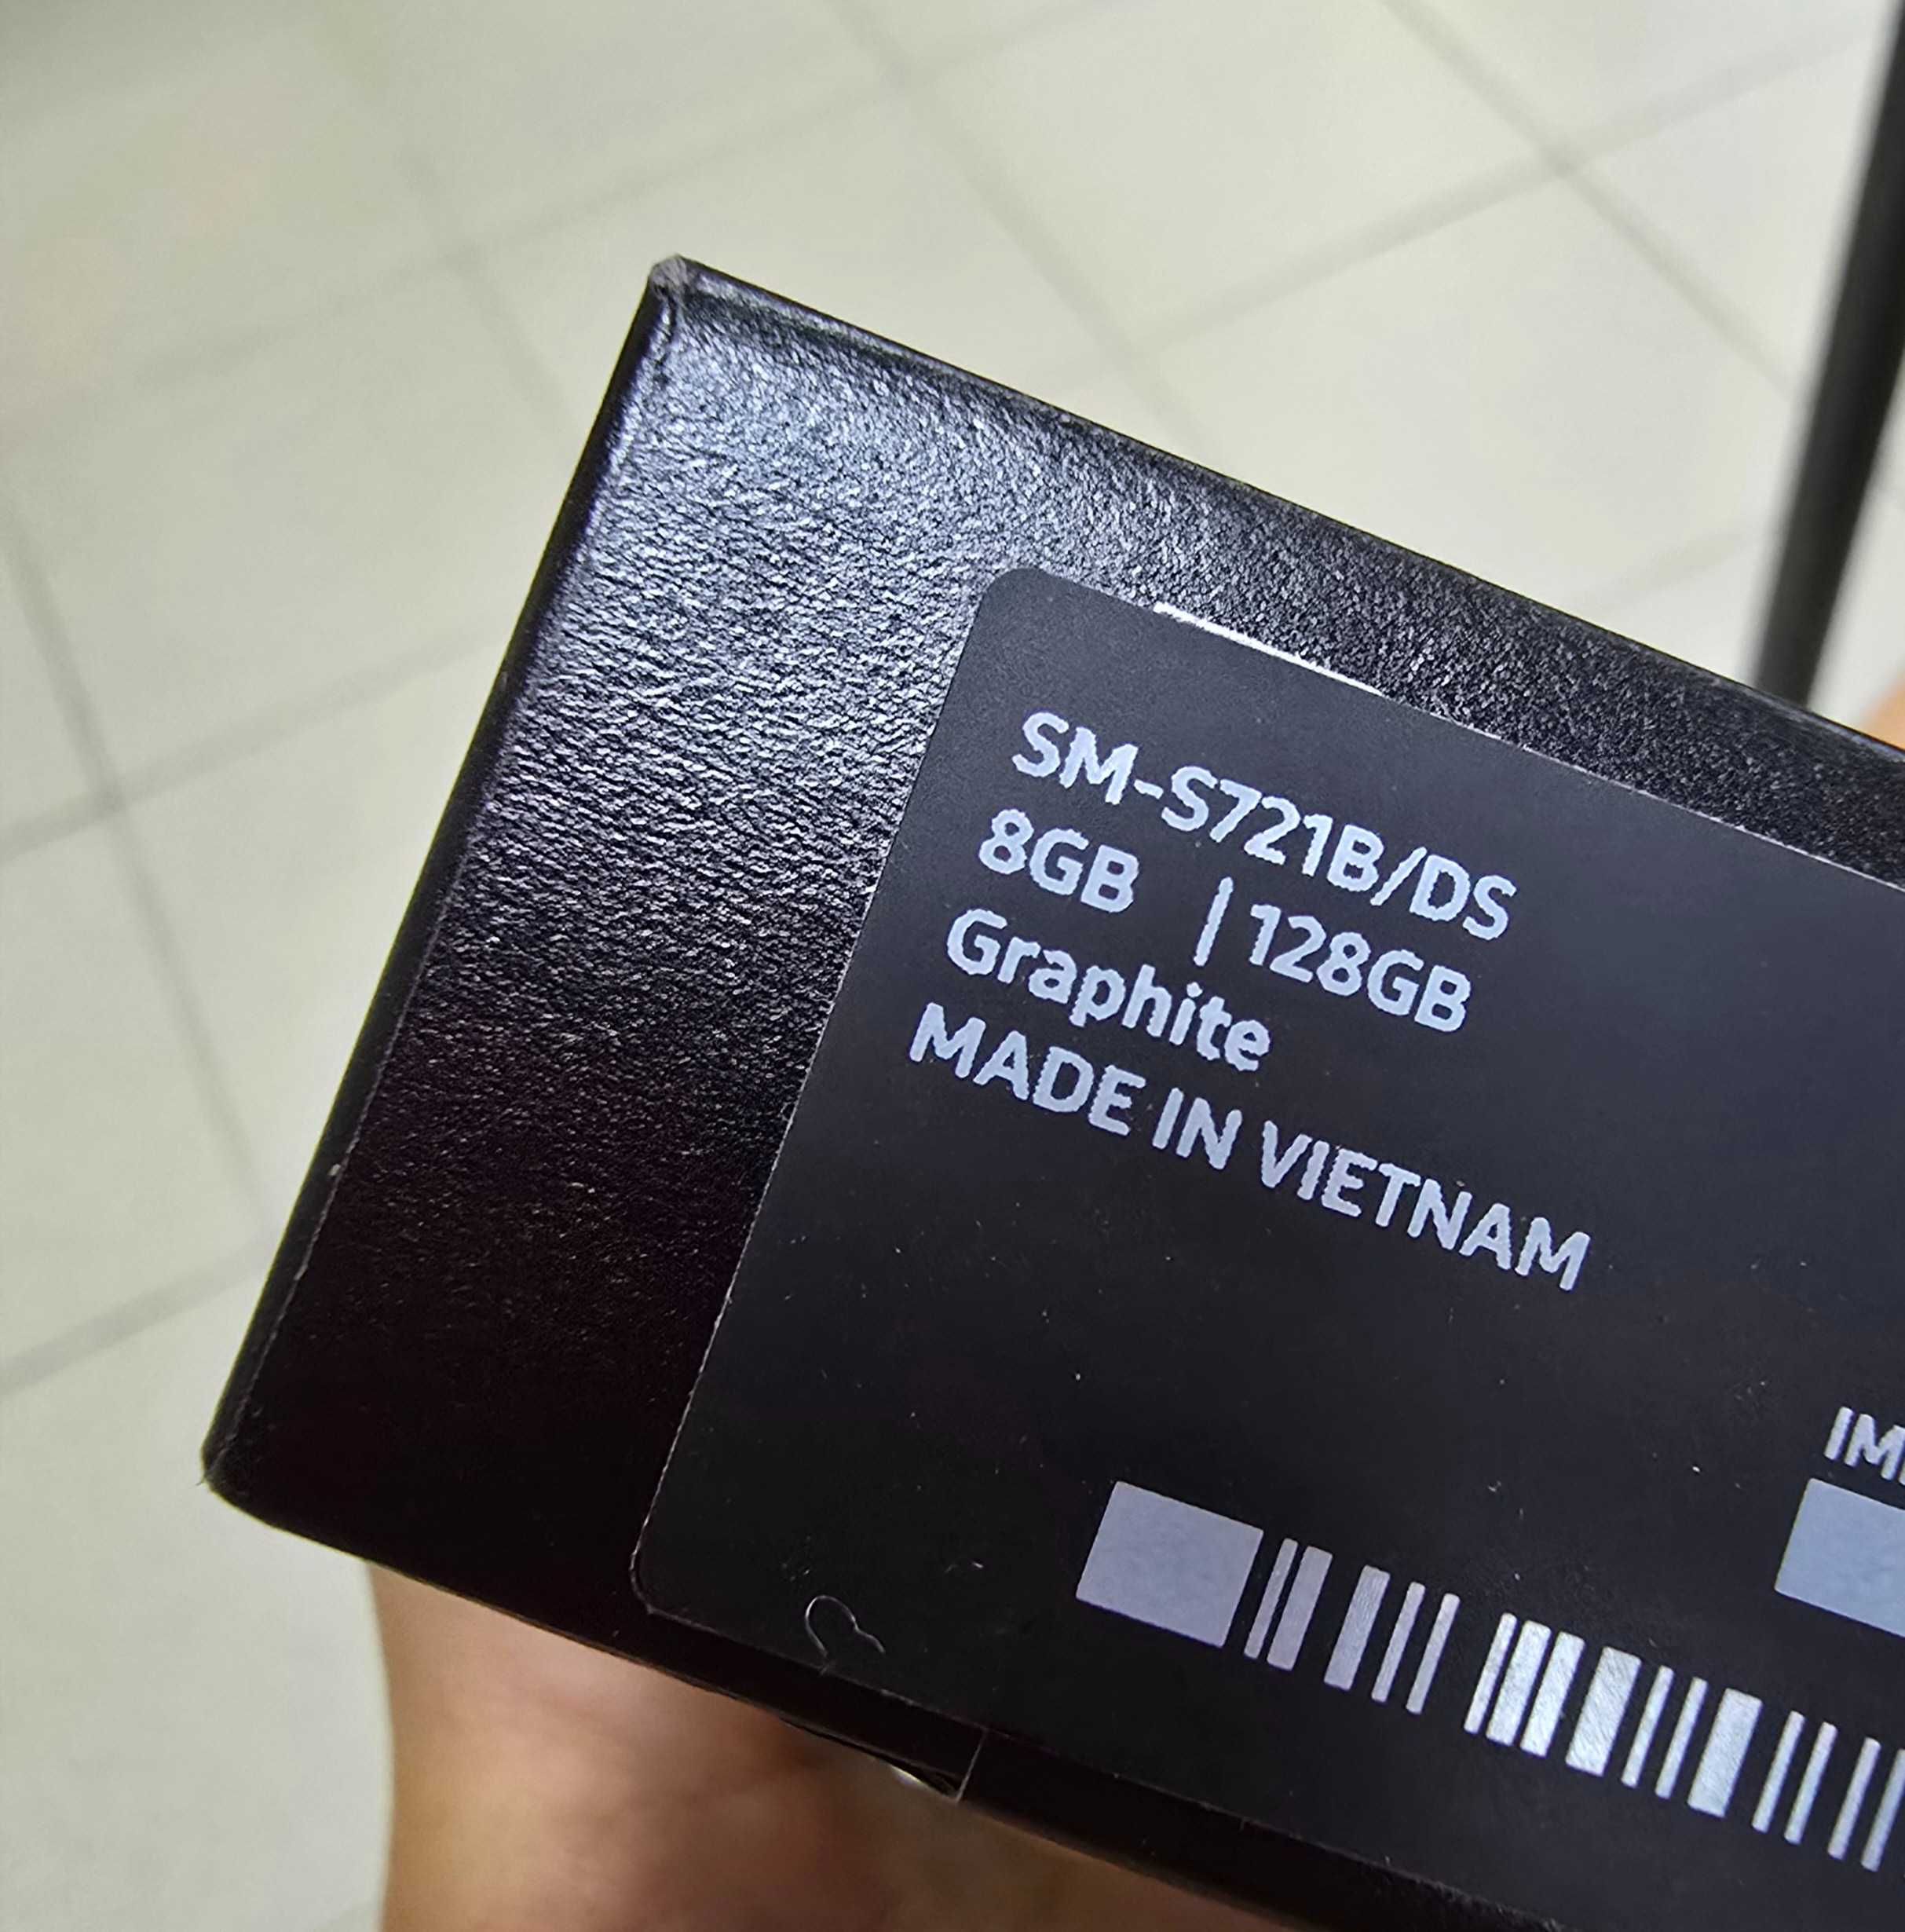 SM-S721B/DS
8GB | 128GB
Graphite
MADE IN VIETNAM